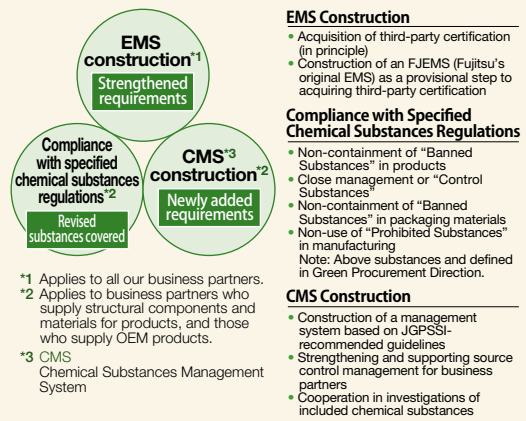 EMS
construction*1
Strengthened
requirements
Compliance
with specified
chemical substances
regulations*2
Revised
substances covered
CMS*3
construction*2
Newly added
requirements
*1 Applies to all our business partners.
*2 Applies to business partners who
supply structural components and
materials for products, and those
who supply OEM products.
*3 CMS
Chemical Substances Management
System
EMS Construction
• Acquisition of third-party certification
(in principle)
• Construction of an FJEMS (Fujitsu's
original EMS) as a provisional step to
acquiring third-party certification
Compliance with Specified
Chemical Substances Regulations
• Non-containment of “Banned
Substances” in products
• Close management or “Control
Substances”
• Non-containment of “Banned
Substances” in packaging materials
• Non-use of “Prohibited Substances”
in manufacturing
Note: Above substances and defined
in Green Procurement Direction.
CMS Construction
• Construction of a management
system based on JGPSSI-
recommended guidelines
• Strengthening and supporting source
control management for business
partners
• Cooperation in investigations of
included chemical substances